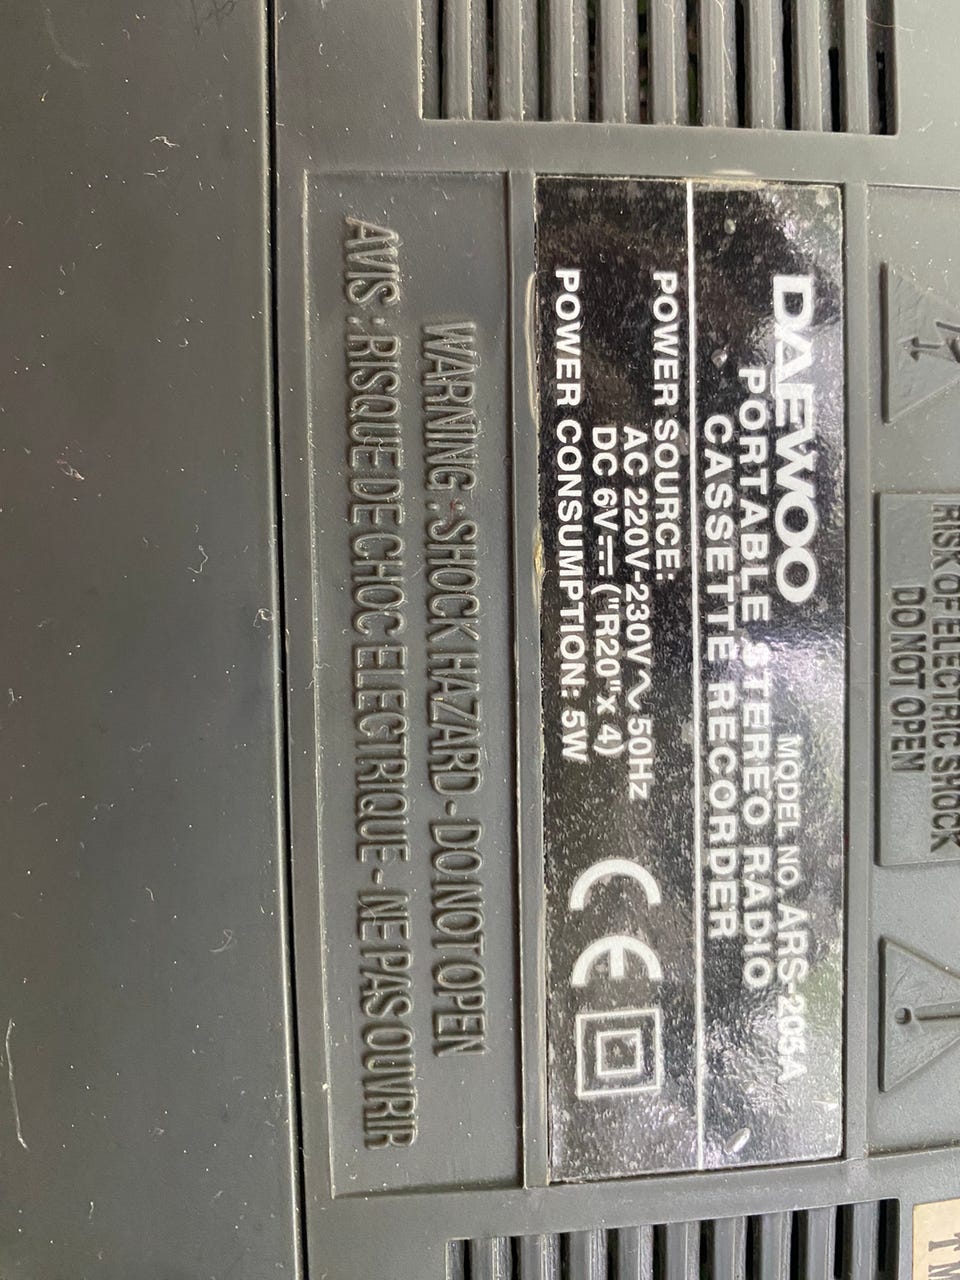 RISK OF ELECTRIC SHOCK
DO NOT OPEN
DAEWOO MODEL NO. ARS-205A
PORTABLE STEREO RADIO
CASSETTE RECORDER
POWER SOURCE:
AC 220V-230V∿50Hz
DC 6V⎓("R20"x 4)
POWER CONSUMPTION: 5W
CE
WARNING : SHOCK HAZARD - DO NOT OPEN
AVIS : RISQUE DE CHOC ELECTRIQUE - NE PAS OUVRIR